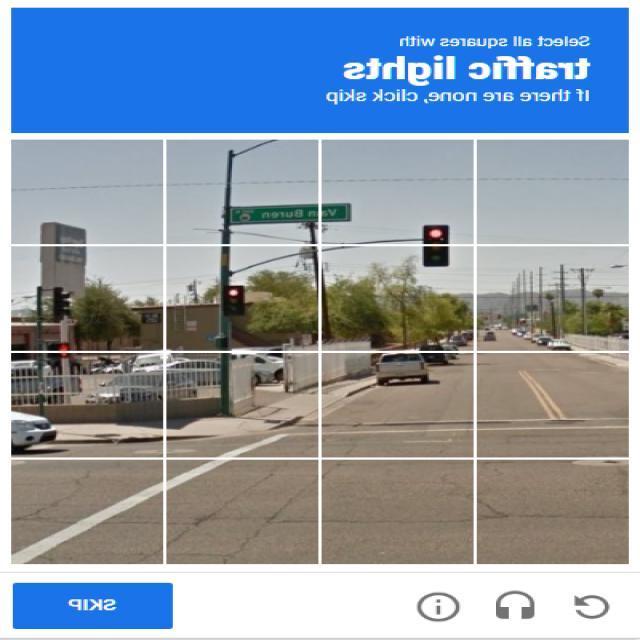 Select all squares with
traffic lights
If there are none, click skip
Van Buren
SKIP